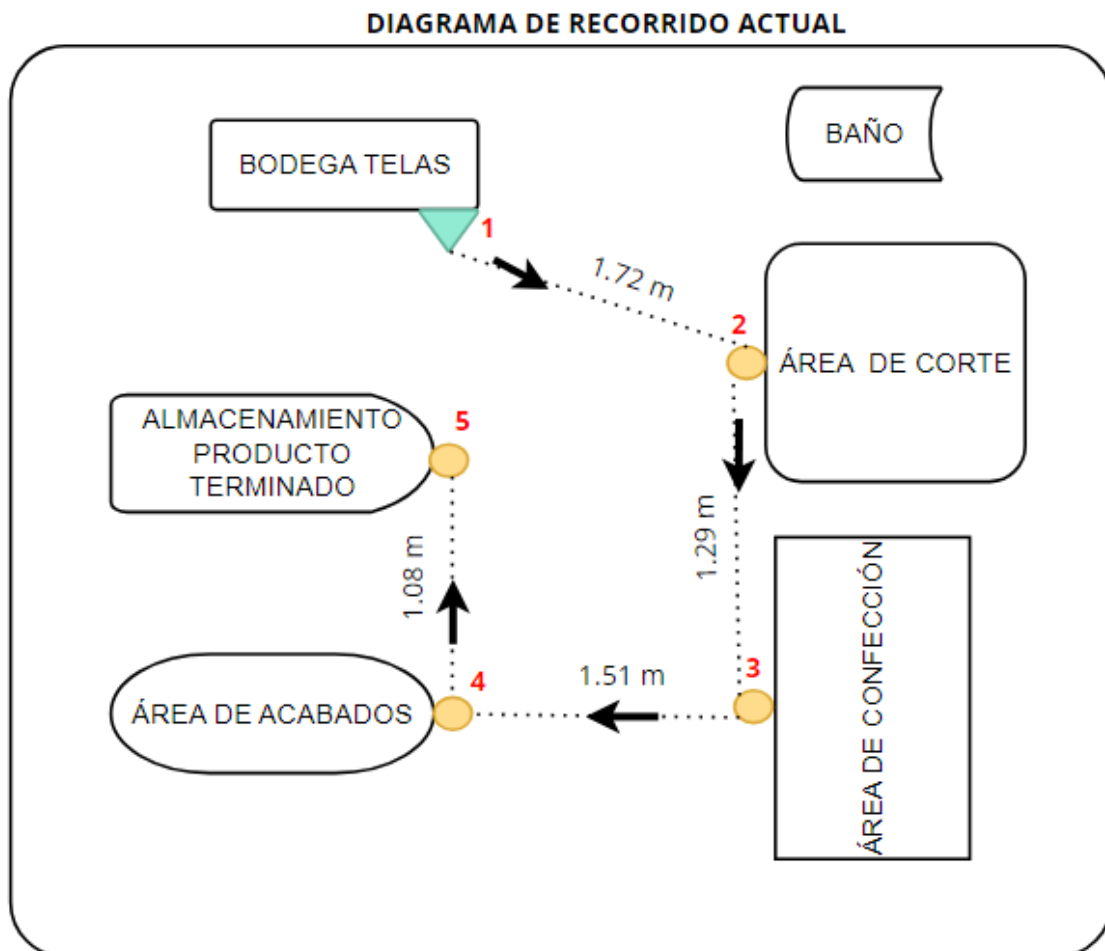 DIAGRAMA DE RECORRIDO ACTUAL
BAÑO
BODEGA TELAS
1
1.72 m
2
ÁREA DE CORTE
ALMACENAMIENTO
PRODUCTO
TERMINADO
5
1.29 m
1.08 m
ÁREA DE CONFECCIÓN
1.51 m
3
4
ÁREA DE ACABADOS